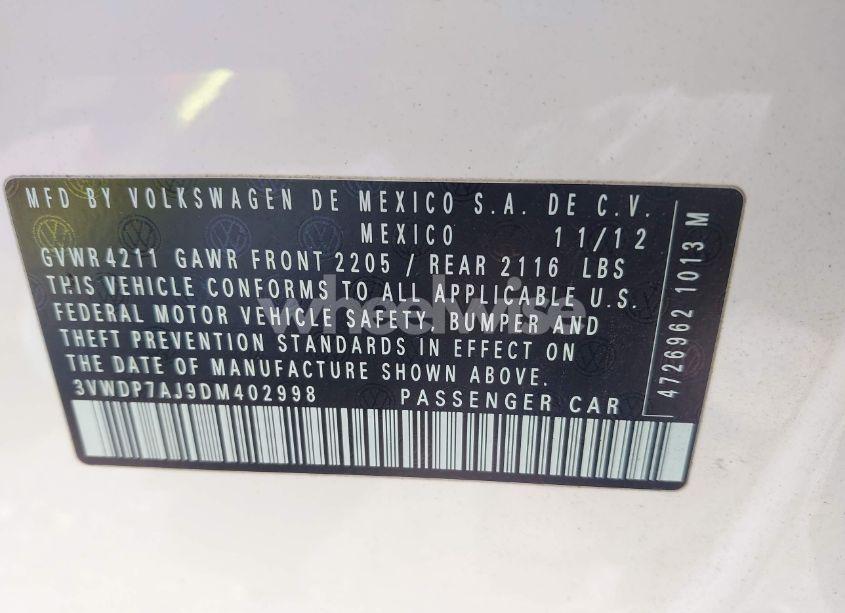 MFD BY VOLKSWAGEN DE MEXICO S.A. DE C.V.
MEXICO 11/12
GVWR4211 GAWR FRONT 2205 / REAR 2116 LBS
THIS VEHICLE CONFORMS TO ALL APPLICABLE U.S.
FEDERAL MOTOR VEHICLE SAFETY, BUMPER AND
THEFT PREVENTION STANDARDS IN EFFECT ON
THE DATE OF MANUFACTURE SHOWN ABOVE.
3VWDP7AJ9DM402998 PASSENGER CAR
4726962 1013 M
wheelwise